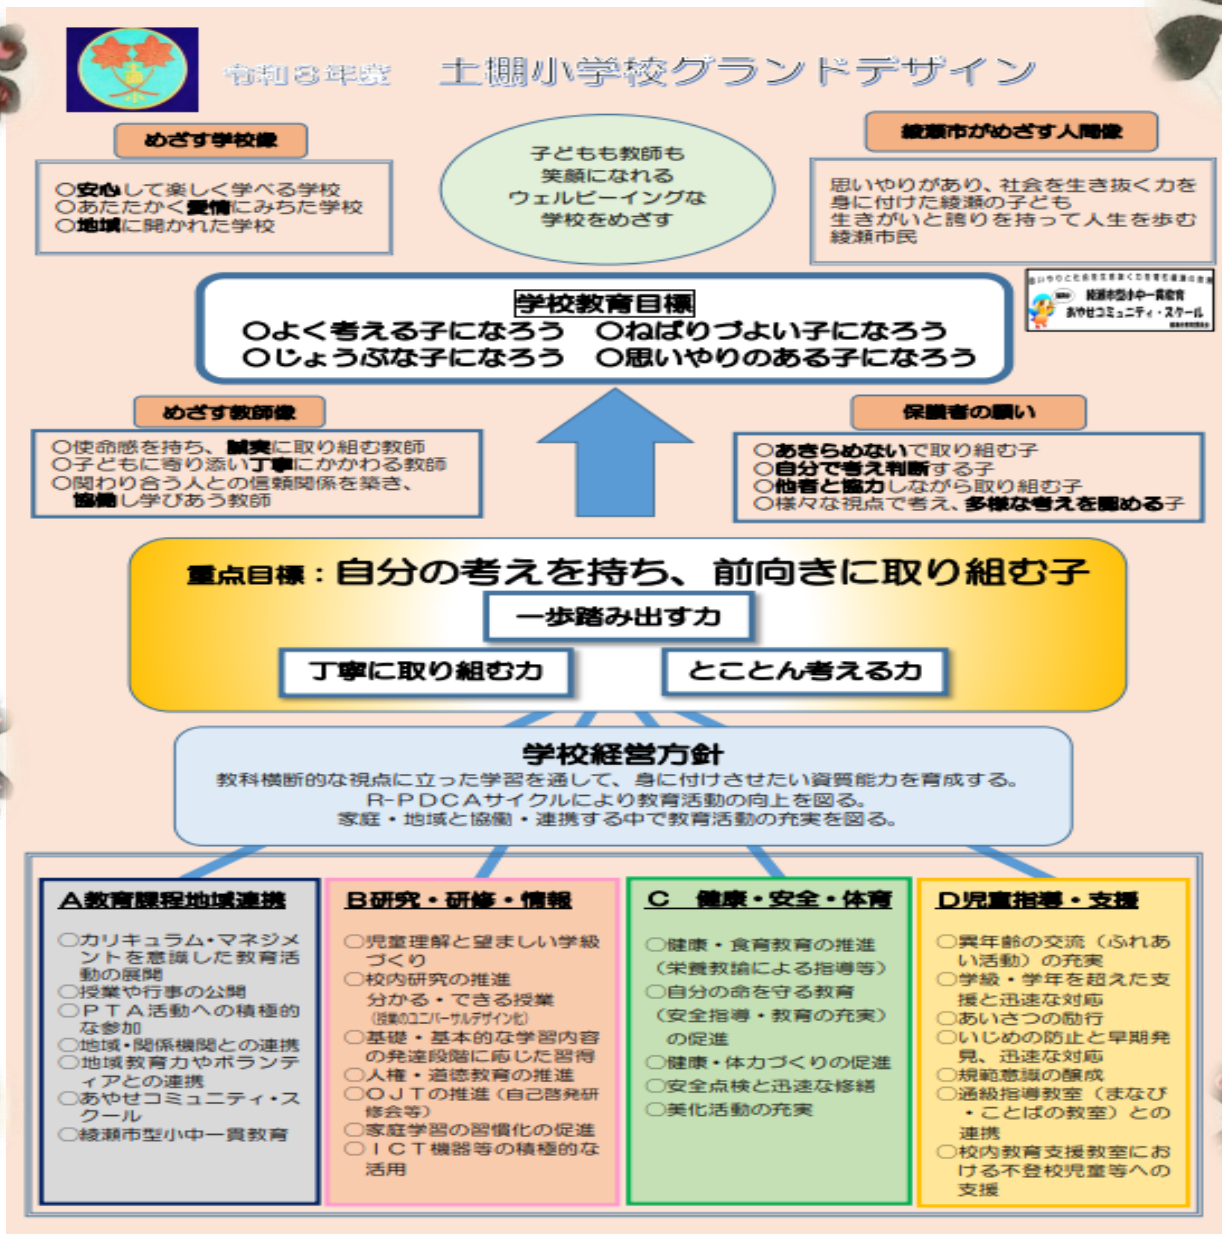 令和8年度 土棚小学校グランドデザイン
めざす学校像
○安心して楽しく学べる学校
○あたたかく愛情にみちた学校
○地域に開かれた学校
子どもも教師も
笑顔になれる
ウェルビーイングな
学校をめざす
綾瀬市がめざす人間像
思いやりがあり、社会を生き抜く力を
身に付けた綾瀬の子ども
生きがいと誇りを持って人生を歩む
綾瀬市民
綾瀬市型小中一貫教育
あやせコミュニティ・スクール
学校教育目標
○よく考える子になろう ○ねばりづよい子になろう
○じょうぶな子になろう ○思いやりのある子になろう
めざす教師像
○使命感を持ち、誠実に取り組む教師
○子どもに寄り添い丁寧にかかわる教師
○関わり合う人との信頼関係を築き、
協働し学びあう教師
保護者の願い
○あきらめないで取り組む子
○自分で考え判断する子
○他者と協力しながら取り組む子
○様々な視点で考え、多様な考えを認める子
重点目標：自分の考えを持ち、前向きに取り組む子
一歩踏み出す力
丁寧に取り組む力
とことん考える力
学校経営方針
教科横断的な視点に立った学習を通して、身に付けさせたい資質能力を育成する。
R-PDCAサイクルにより教育活動の向上を図る。
家庭・地域と協働・連携する中で教育活動の充実を図る。
A教育課程地域連携
○カリキュラム・マネジメ
ントを意識した教育活
動の展開
○授業や行事の公開
○PTA活動への積極的
な参加
○地域・関係機関との連携
○地域教育力やボランテ
ィアとの連携
○あやせコミュニティ・ス
クール
○綾瀬市型小中一貫教育
B研究・研修・情報
○児童理解と望ましい学級
づくり
○校内研究の推進
分かる・できる授業
(授業のユニバーサルデザイン化)
○基礎・基本的な学習内容
の発達段階に応じた習得
○人権・道徳教育の推進
○OJTの推進（自己啓発研
修会等）
○家庭学習の習慣化の促進
○ICT機器等の積極的な
活用
C 健康・安全・体育
○健康・食育教育の推進
（栄養教諭による指導等）
○自分の命を守る教育
（安全指導・教育の充実）
の促進
○健康・体力づくりの促進
○安全点検と迅速な修繕
○美化活動の充実
D児童指導・支援
○異年齢の交流（ふれあ
い活動）の充実
○学級・学年を超えた支
援と迅速な対応
○あいさつの励行
○いじめの防止と早期発
見、迅速な対応
○規範意識の醸成
○通級指導教室（まなび
・ことばの教室）との
連携
○校内教育支援教室にお
ける不登校児童等への
支援